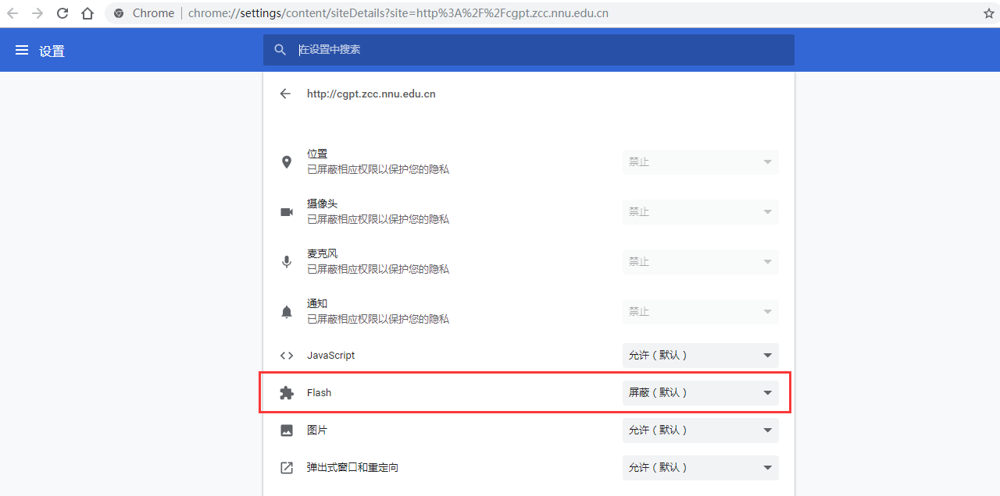 Chrome | chrome://settings/content/siteDetails?site=http%3A%2F%2Fcgpt.zcc.nnu.edu.cn
设置
在设置中搜索
http://cgpt.zcc.nnu.edu.cn
位置
已屏蔽相应权限以保护您的隐私
禁止
摄像头
已屏蔽相应权限以保护您的隐私
禁止
麦克风
已屏蔽相应权限以保护您的隐私
禁止
通知
已屏蔽相应权限以保护您的隐私
禁止
JavaScript
允许（默认）
Flash
屏蔽（默认）
图片
允许（默认）
弹出式窗口和重定向
允许（默认）